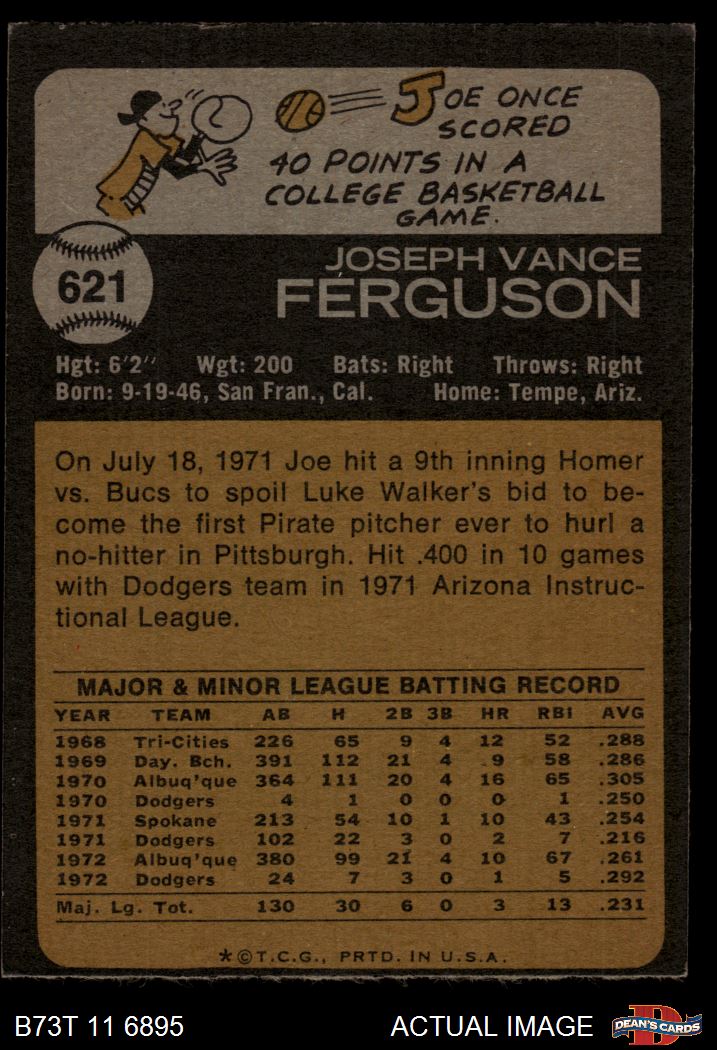 JOE ONCE
SCORED
40 POINTS IN A
COLLEGE BASKETBALL
GAME.
621
JOSEPH VANCE
FERGUSON
Hgt: 6'2" Wgt: 200 Bats: Right Throws: Right
Born: 9-19-46, San Fran., Cal. Home: Tempe, Ariz.
On July 18, 1971 Joe hit a 9th inning Homer
vs. Bucs to spoil Luke Walker's bid to be-
come the first Pirate pitcher ever to hurl a
no-hitter in Pittsburgh. Hit .400 in 10 games
with Dodgers team in 1971 Arizona Instruc-
tional League.
MAJOR & MINOR LEAGUE BATTING RECORD
YEAR TEAM AB H 2B 3B HR RBI AVG
1968 Tri-Cities 226 65 9 4 12 52 .288
1969 Day. Bch. 391 112 21 4 9 58 .286
1970 Albuq'que 364 111 20 4 16 65 .305
1970 Dodgers 4 1 0 0 0 1 .250
1971 Spokane 213 54 10 1 10 43 .254
1971 Dodgers 102 22 3 0 2 7 .216
1972 Albuq'que 380 99 21 4 10 67 .261
1972 Dodgers 24 7 3 0 1 5 .292
Maj. Lg. Tot. 130 30 6 0 3 13 .231
*©T.C.G., PRTD. IN U.S.A.
B73T 11 6895 ACTUAL IMAGE D DEAN'S CARDS